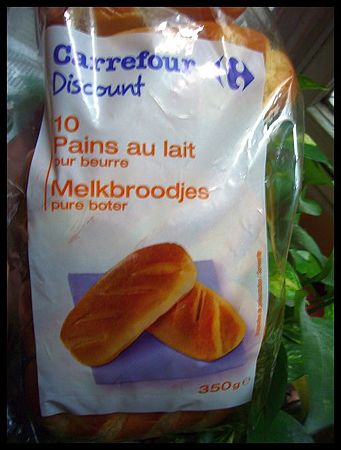 Carrefour
Discount
10
Pains au lait
pur beurre
Melkbroodjes
pure boter
350g e